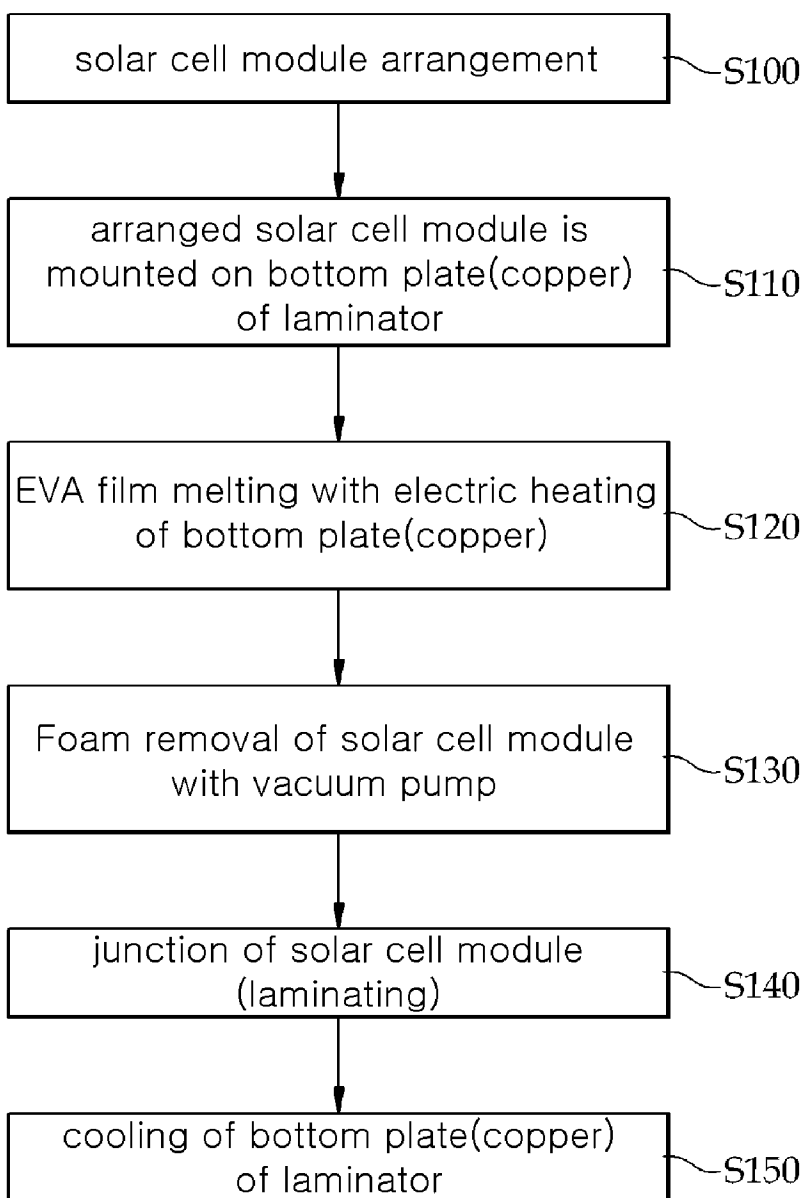 solar cell module arrangement
S100
arranged solar cell module is
mounted on bottom plate(copper)
of laminator
S110
EVA film melting with electric heating
of bottom plate(copper)
S120
Foam removal of solar cell module
with vacuum pump
S130
junction of solar cell module
(laminating)
S140
cooling of bottom plate(copper)
of laminator
S150